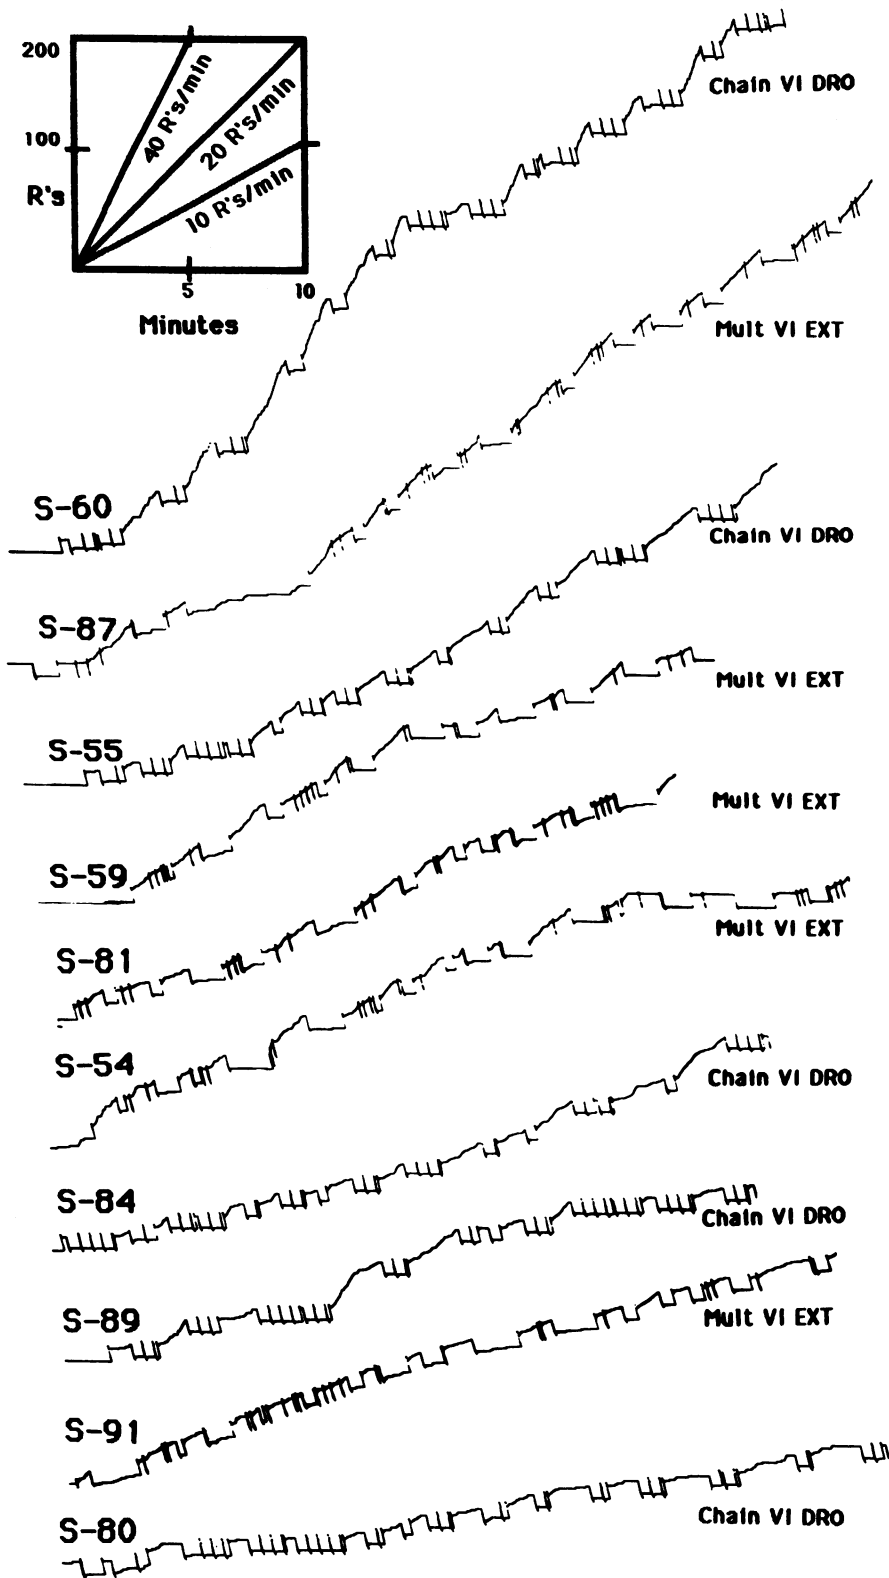 200
100
R's
40 R's/min
20 R's/min
10 R's/min
5
10
Minutes
Chain VI DRO
S-60
Mult VI EXT
S-87
Chain VI DRO
S-55
Mult VI EXT
S-59
Mult VI EXT
S-81
Mult VI EXT
S-54
Chain VI DRO
S-84
Chain VI DRO
S-89
Mult VI EXT
S-91
Chain VI DRO
S-80